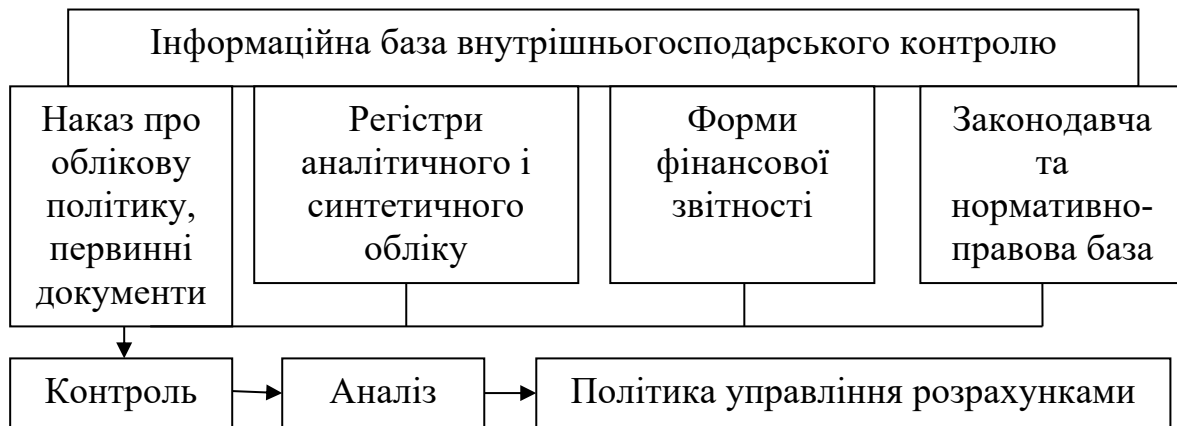 Інформаційна база внутрішньогосподарського контролю
Наказ про
облікову
політику,
первинні
документи
Регістри
аналітичного і
синтетичного
обліку
Форми
фінансової
звітності
Законодавча
та
нормативно-
правова база
Контроль
Аналіз
Політика управління розрахунками